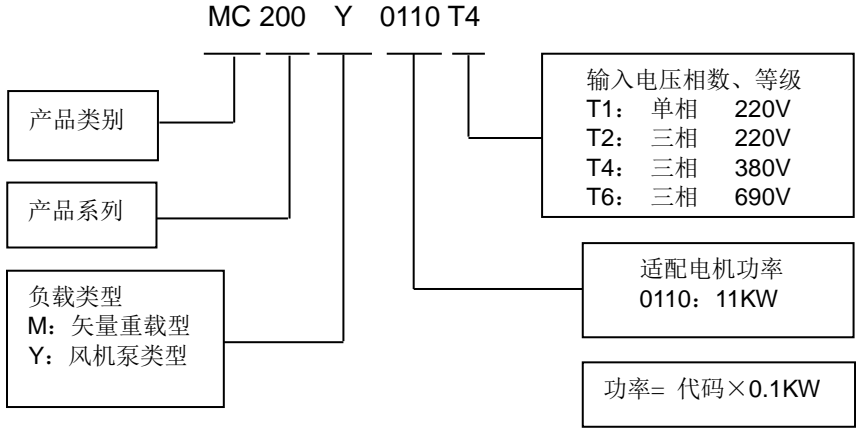 MC 200 Y 0110 T4
产品类别
产品系列
负载类型
M：矢量重载型
Y：风机泵类型
输入电压相数、等级
T1： 单相 220V
T2： 三相 220V
T4： 三相 380V
T6： 三相 690V
适配电机功率
0110：11KW
功率= 代码×0.1KW